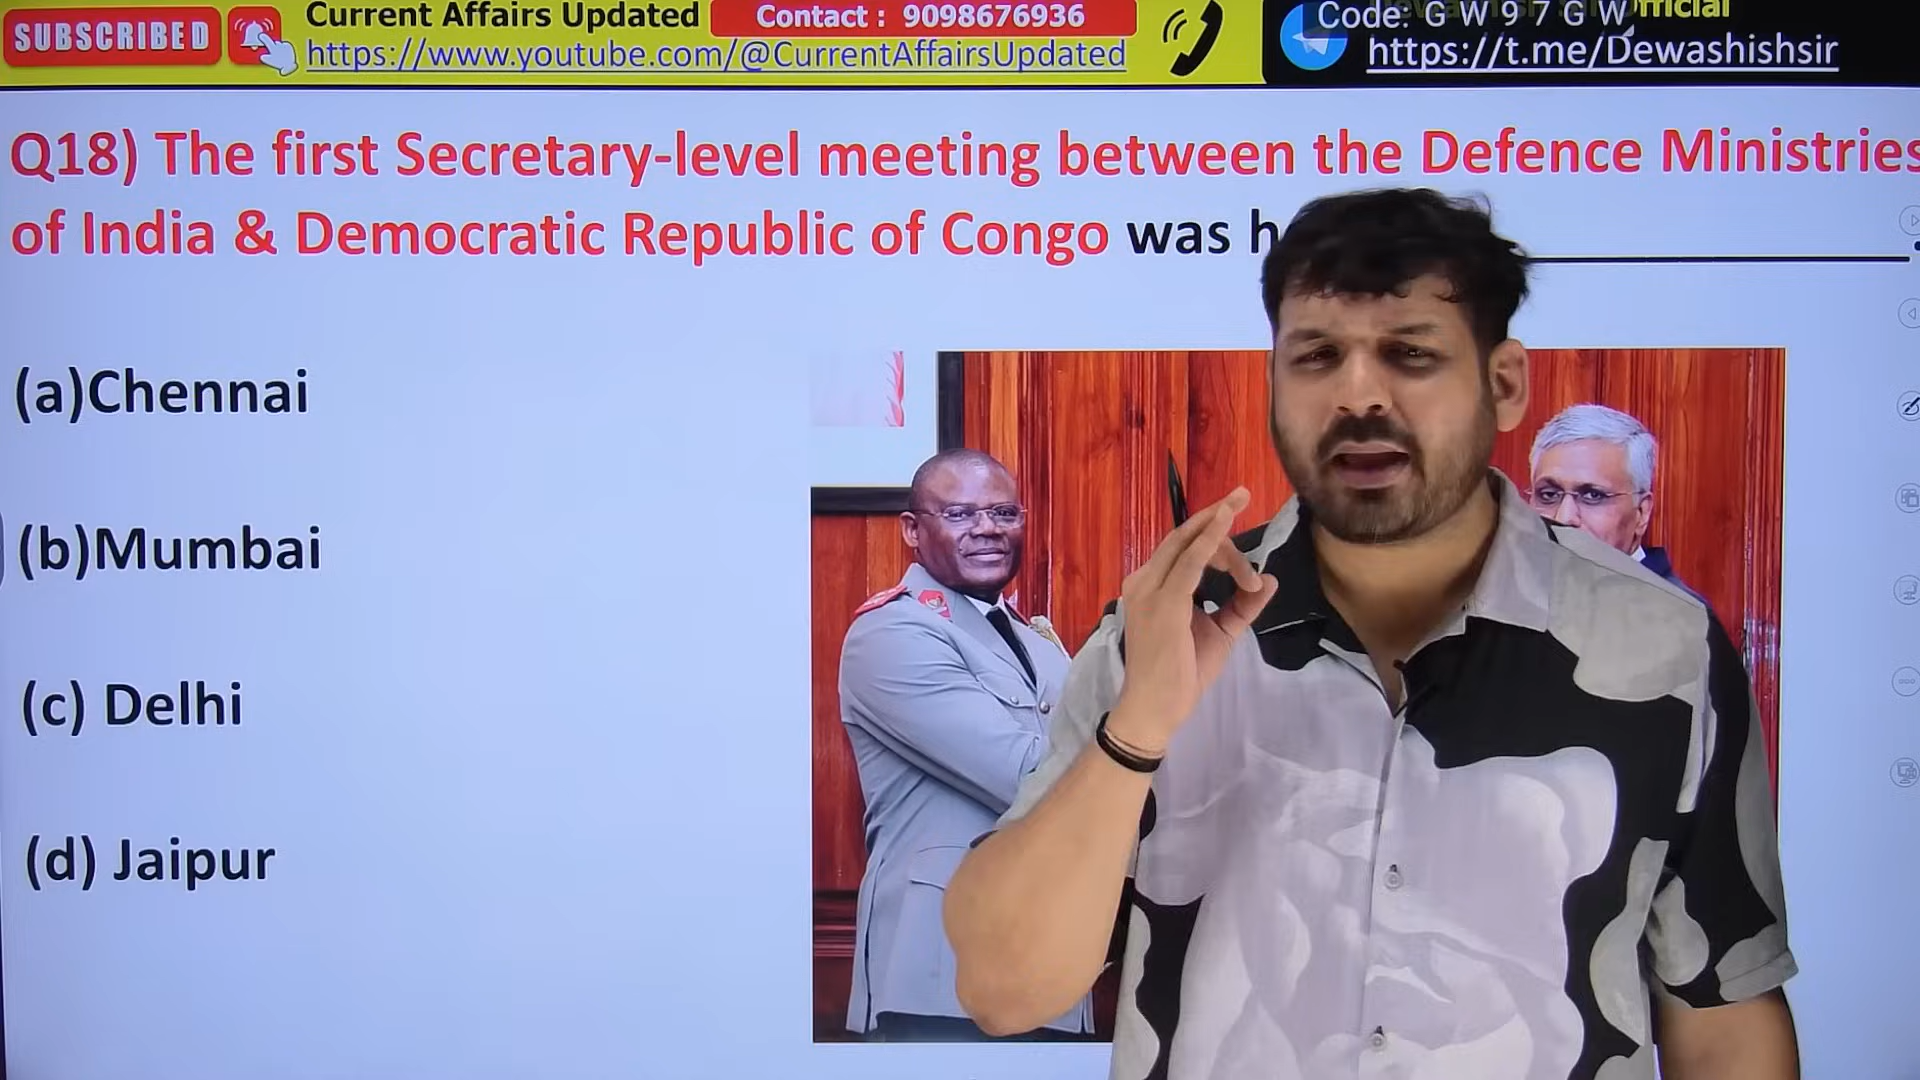 SUBSCRIBED
Current Affairs Updated
Contact : 9098676936
https://www.youtube.com/@CurrentAffairsUpdated
Code: G W 9 7 G W
https://t.me/Dewashishsir
Q18) The first Secretary-level meeting between the Defence Ministries
of India & Democratic Republic of Congo was
(a)Chennai
(b)Mumbai
(c) Delhi
(d) Jaipur